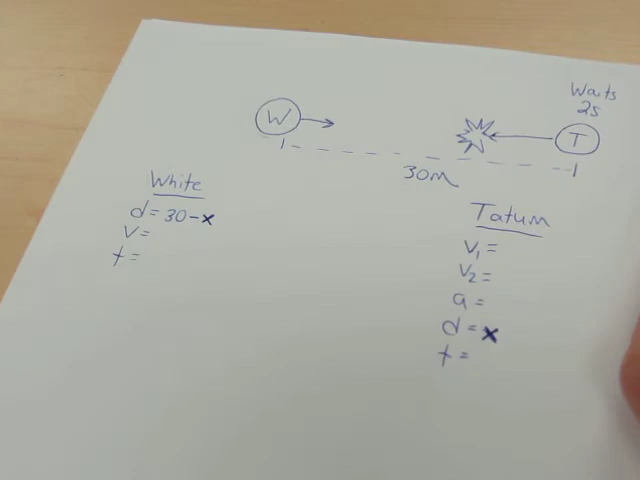 Waits
2s
W
T
30m
White
d = 30-x
v =
t =
Tatum
V₁ =
V₂ =
a =
d = x
t =